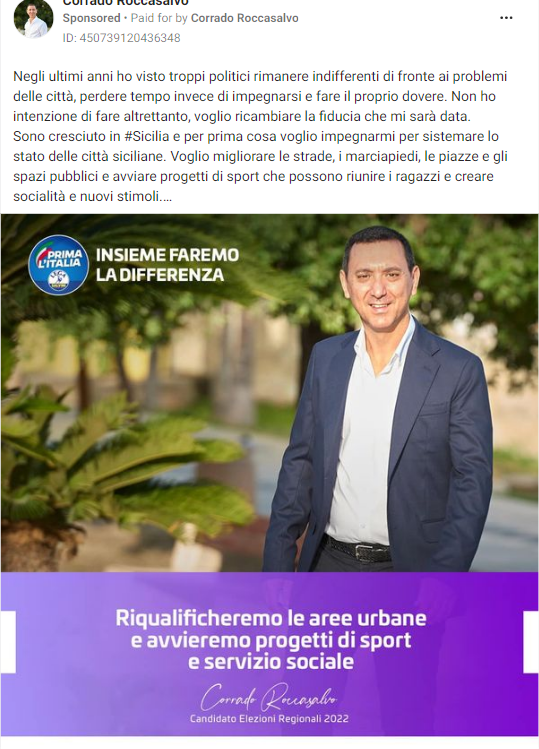 Corrado Roccasalvo
Sponsored • Paid for by Corrado Roccasalvo
ID: 450739120436348
Negli ultimi anni ho visto troppi politici rimanere indifferenti di fronte ai problemi
delle città, perdere tempo invece di impegnarsi e fare il proprio dovere. Non ho
intenzione di fare altrettanto, voglio ricambiare la fiducia che mi sarà data.
Sono cresciuto in #Sicilia e per prima cosa voglio impegnarmi per sistemare lo
stato delle città siciliane. Voglio migliorare le strade, i marciapiedi, le piazze e gli
spazi pubblici e avviare progetti di sport che possono riunire i ragazzi e creare
socialità e nuovi stimoli....
PRIMA
L'ITALIA
INSIEME FAREMO
LA DIFFERENZA
Riqualificheremo le aree urbane
e avvieremo progetti di sport
e servizio sociale
Corrado Roccasalvo
Candidato Elezioni Regionali 2022